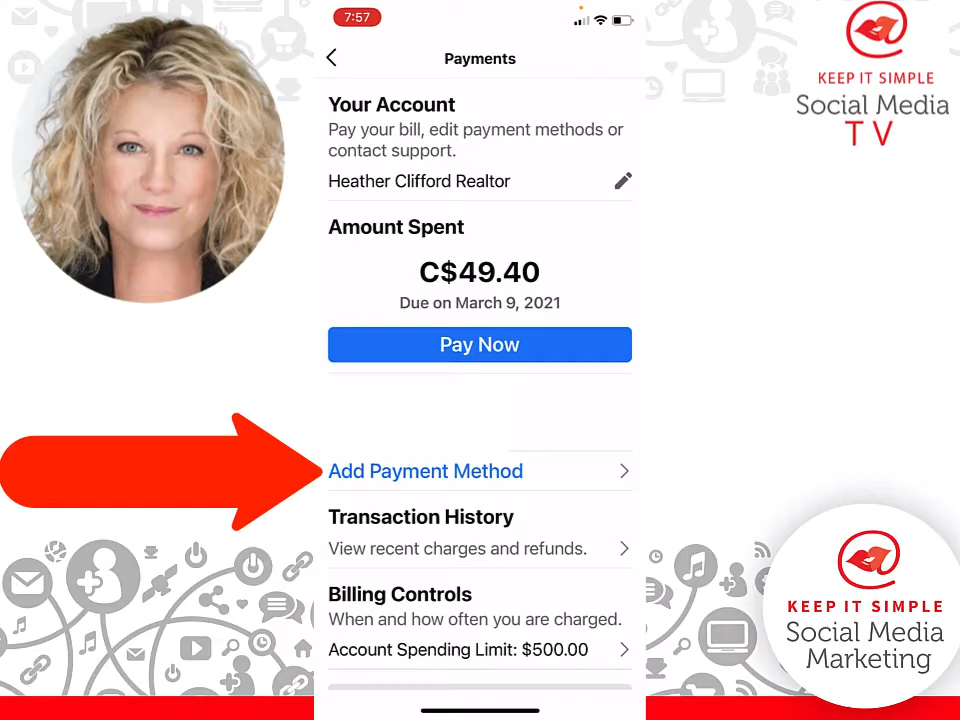 7:57
Payments
Your Account
Pay your bill, edit payment methods or
contact support.
Heather Clifford Realtor
Amount Spent
C$49.40
Due on March 9, 2021
Pay Now
Add Payment Method
Transaction History
View recent charges and refunds.
Billing Controls
When and how often you are charged.
Account Spending Limit: $500.00
KEEP IT SIMPLE
Social Media
TV
KEEP IT SIMPLE
Social Media
Marketing